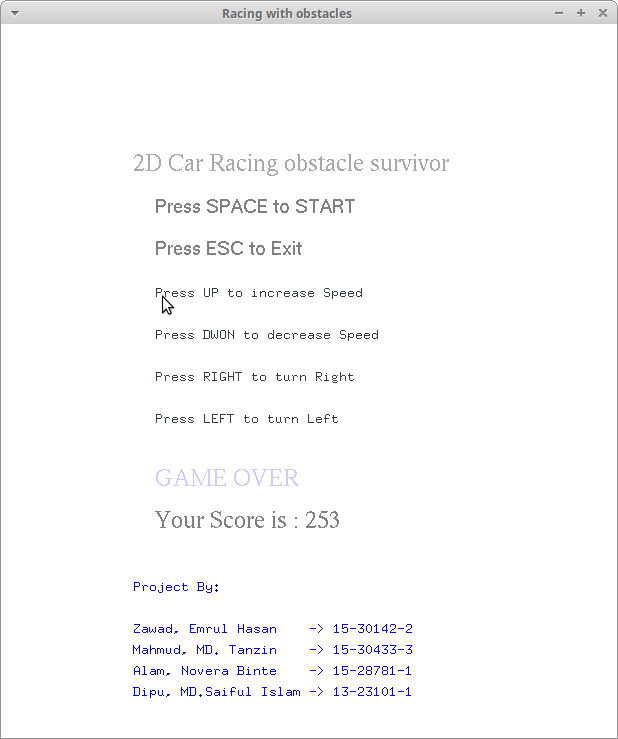 Racing with obstacles
2D Car Racing obstacle survivor
Press SPACE to START
Press ESC to Exit
Press UP to increase Speed
Press DWON to decrease Speed
Press RIGHT to turn Right
Press LEFT to turn Left
GAME OVER
Your Score is : 253
Project By:
Zawad, Emrul Hasan    -> 15-30142-2
Mahmud, MD. Tanzin    -> 15-30433-3
Alam, Novera Binte    -> 15-28781-1
Dipu, MD.Saiful Islam -> 13-23101-1